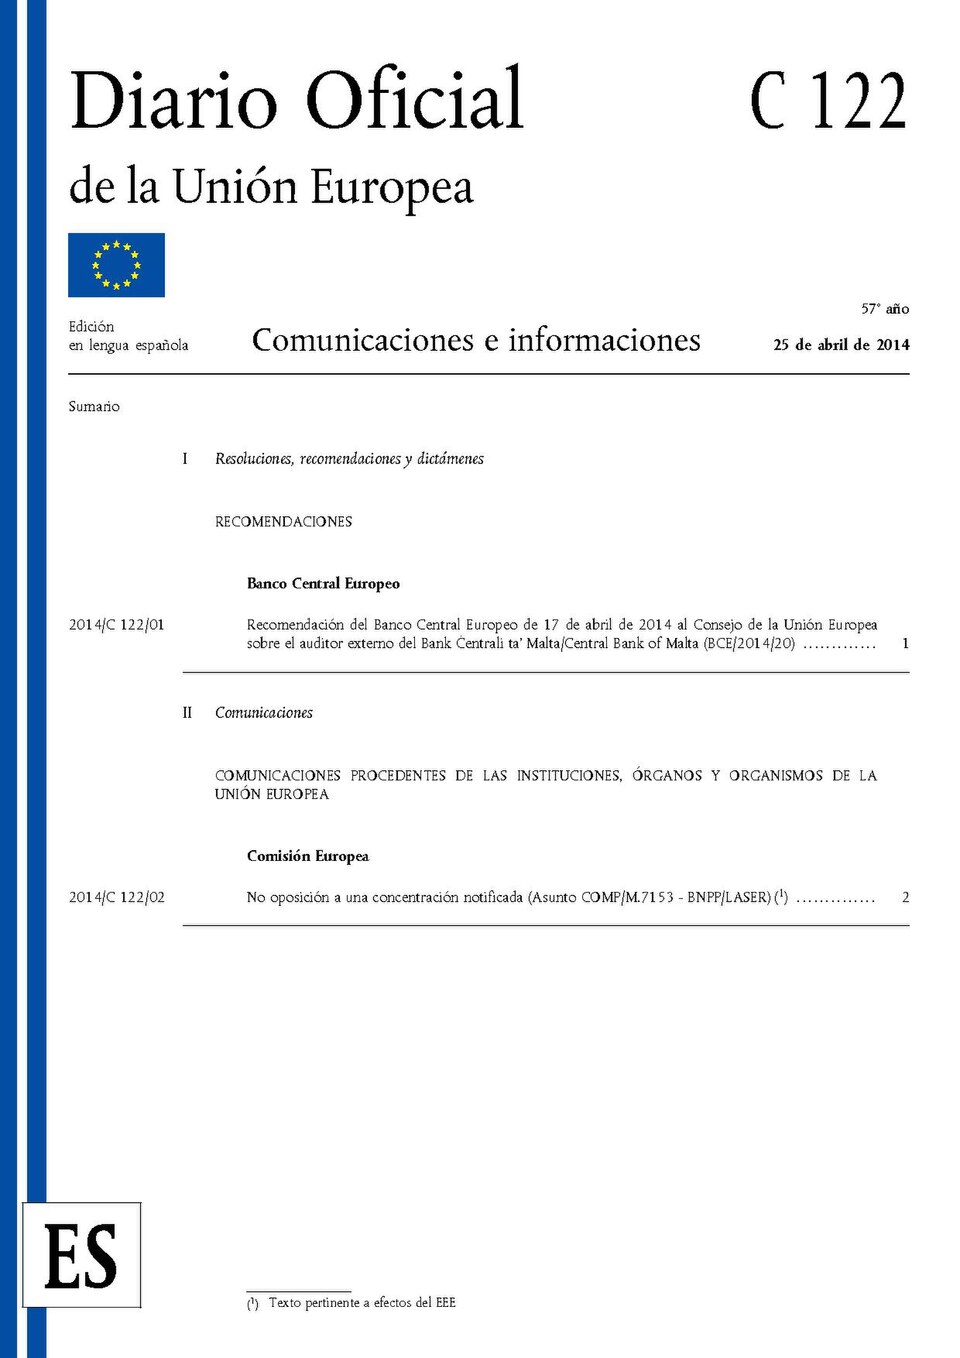 Diario Oficial C 122
de la Unión Europea
57° año
Edición
en lengua española
Comunicaciones e informaciones
25 de abril de 2014
Sumario
I Resoluciones, recomendaciones y dictámenes
RECOMENDACIONES
Banco Central Europeo
2014/C 122/01 Recomendación del Banco Central Europeo de 17 de abril de 2014 al Consejo de la Unión Europea
sobre el auditor externo del Bank Ċentrali ta’ Malta/Central Bank of Malta (BCE/2014/20) ............. 1
II Comunicaciones
COMUNICACIONES PROCEDENTES DE LAS INSTITUCIONES, ÓRGANOS Y ORGANISMOS DE LA
UNIÓN EUROPEA
Comisión Europea
2014/C 122/02 No oposición a una concentración notificada (Asunto COMP/M.7153 - BNPP/LASER) (¹) .............. 2
ES
(¹) Texto pertinente a efectos del EEE